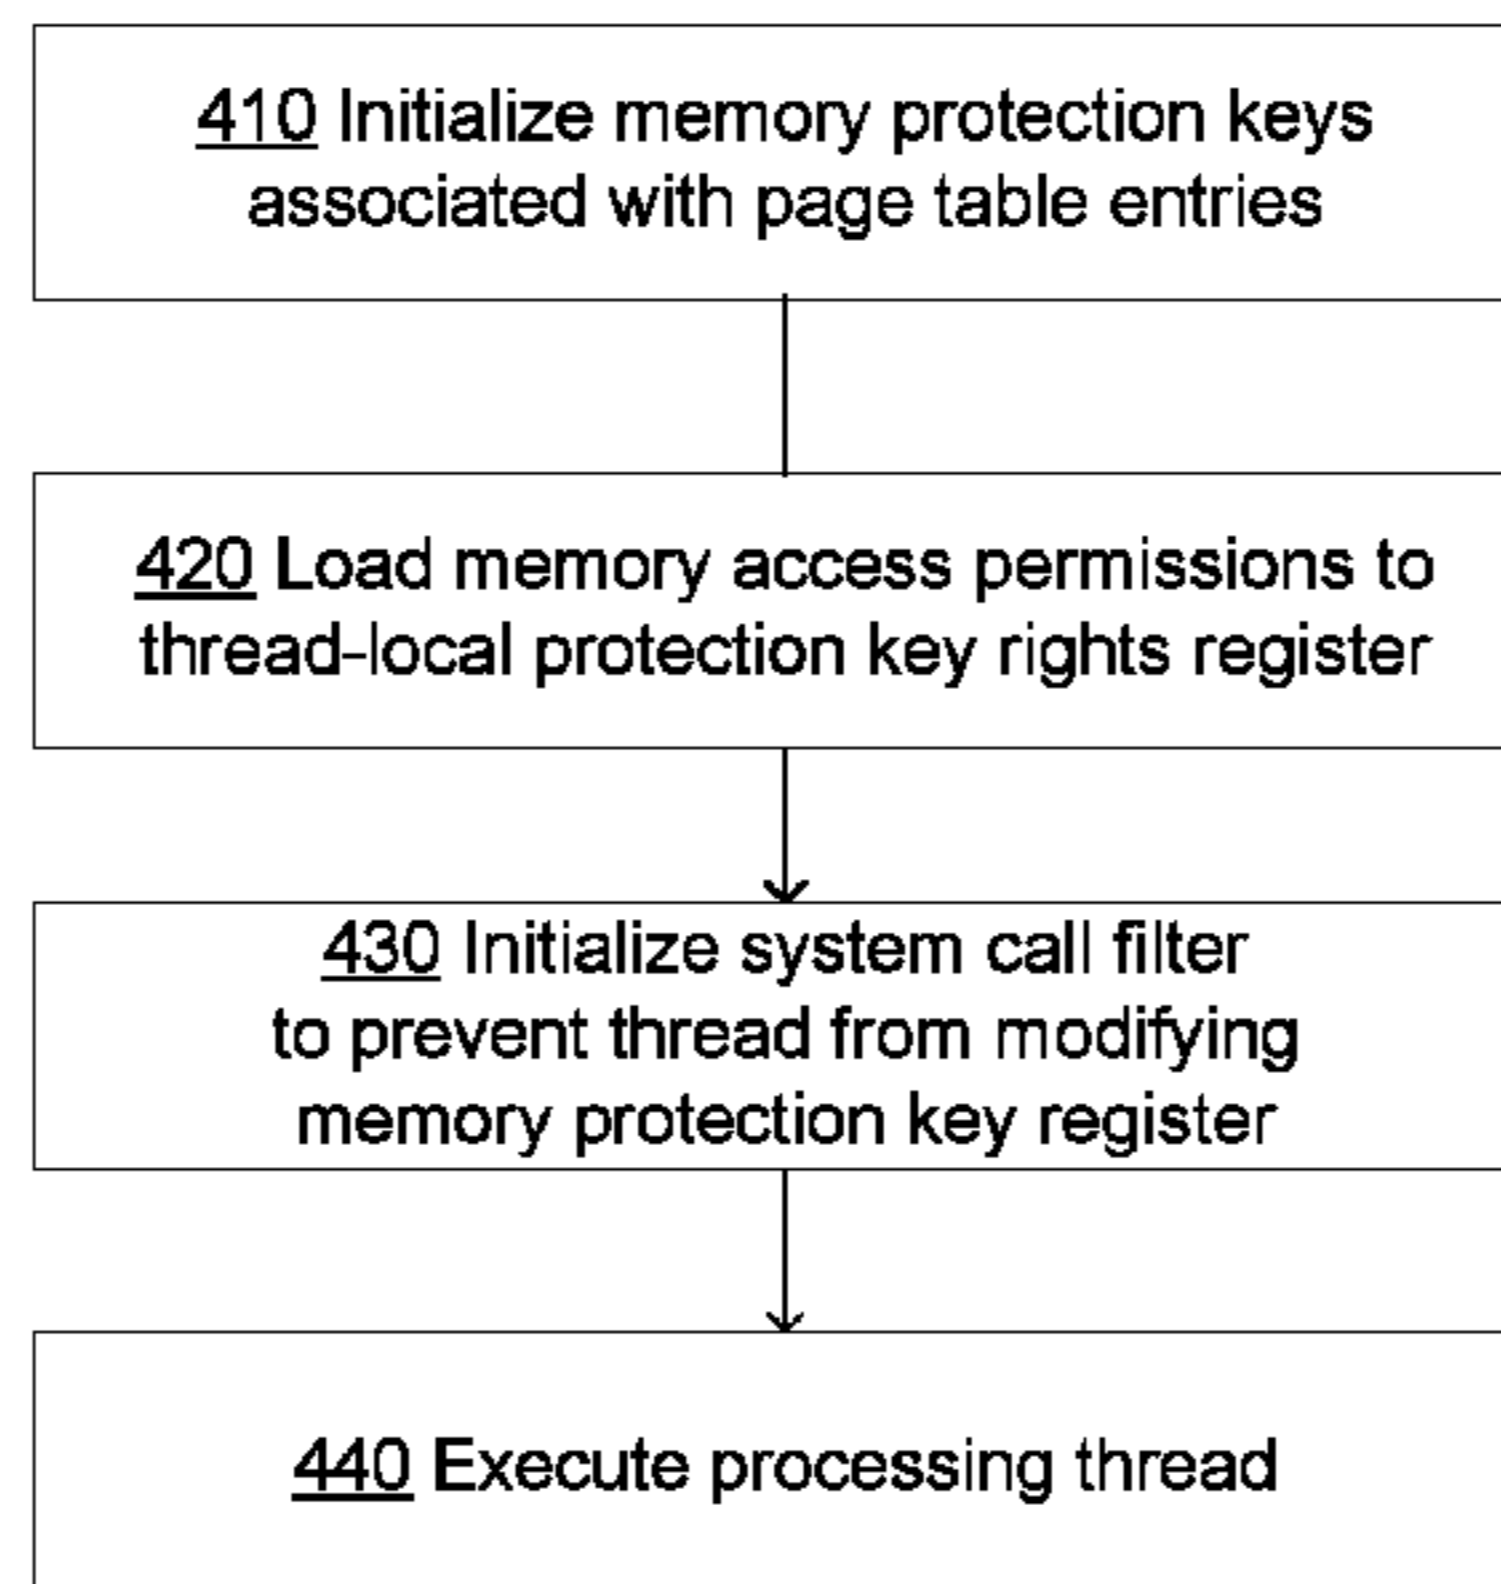 410 Initialize memory protection keys
associated with page table entries
420 Load memory access permissions to
thread-local protection key rights register
430 Initialize system call filter
to prevent thread from modifying
memory protection key register
440 Execute processing thread